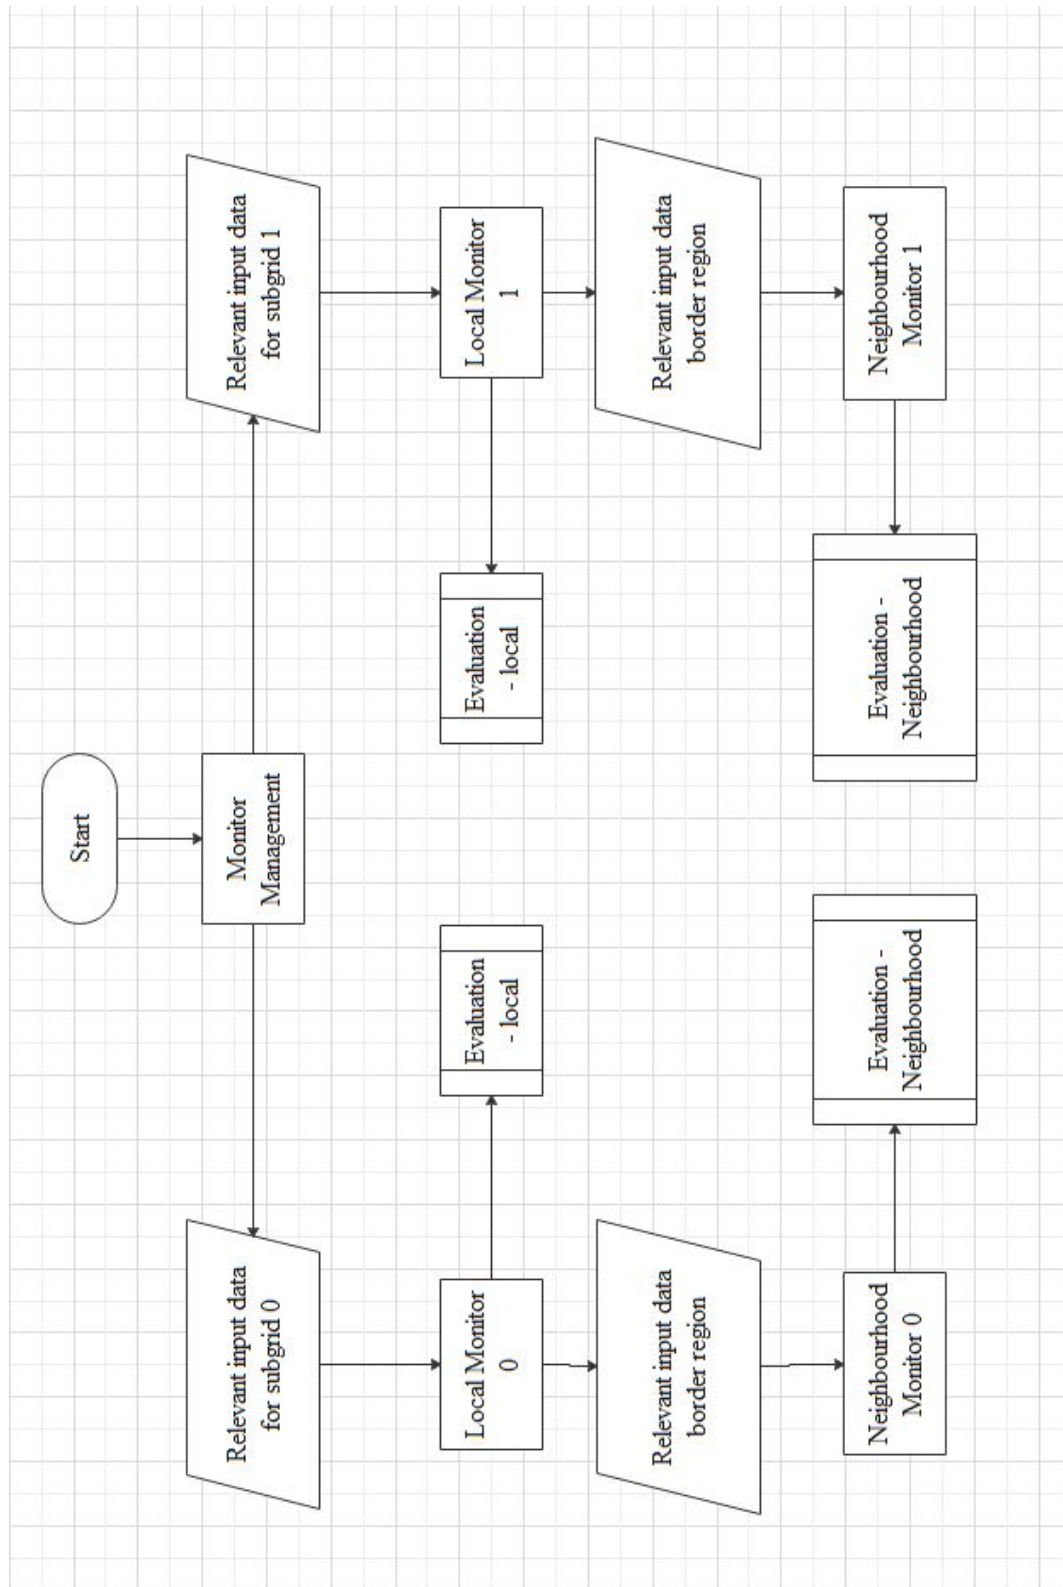 Start
Monitor
Management
Relevant input data
for subgrid 0
Relevant input data
for subgrid 1
Local Monitor
0
Evaluation
- local
Evaluation
- local
Local Monitor
1
Relevant input data
border region
Relevant input data
border region
Neighbourhood
Monitor 0
Evaluation -
Neighbourhood
Evaluation -
Neighbourhood
Neighbourhood
Monitor 1